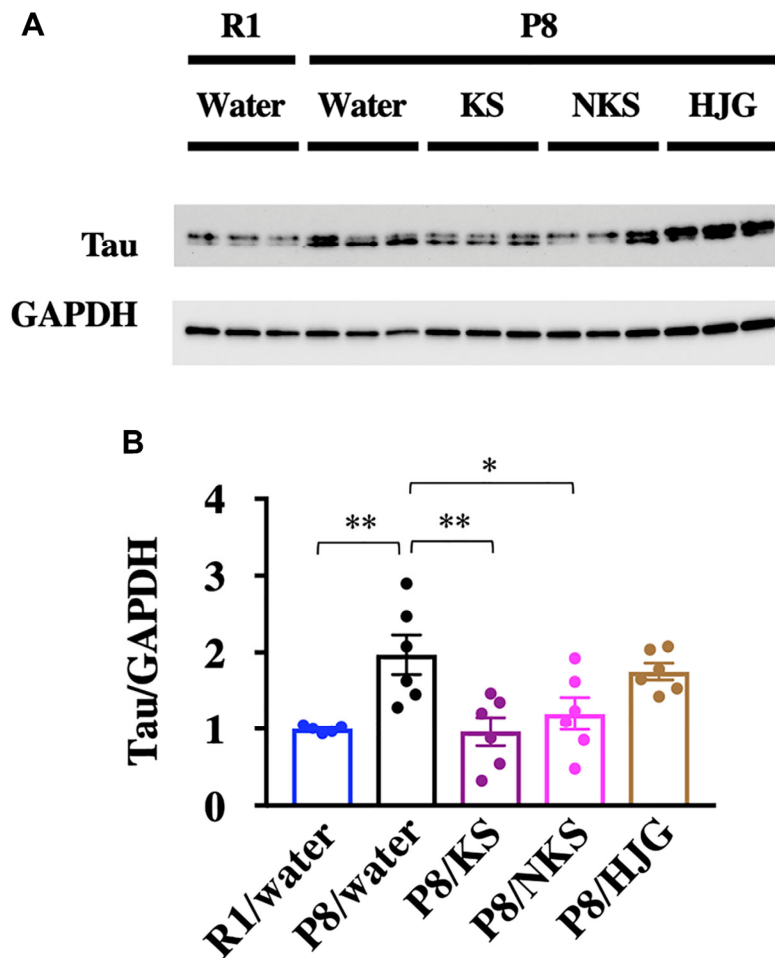 A
R1 P8
Water Water KS NKS HJG
Tau
GAPDH
B
*
** **
4
3
2
1
0
Tau/GAPDH
R1/water
P8/water
P8/KS
P8/NKS
P8/HJG